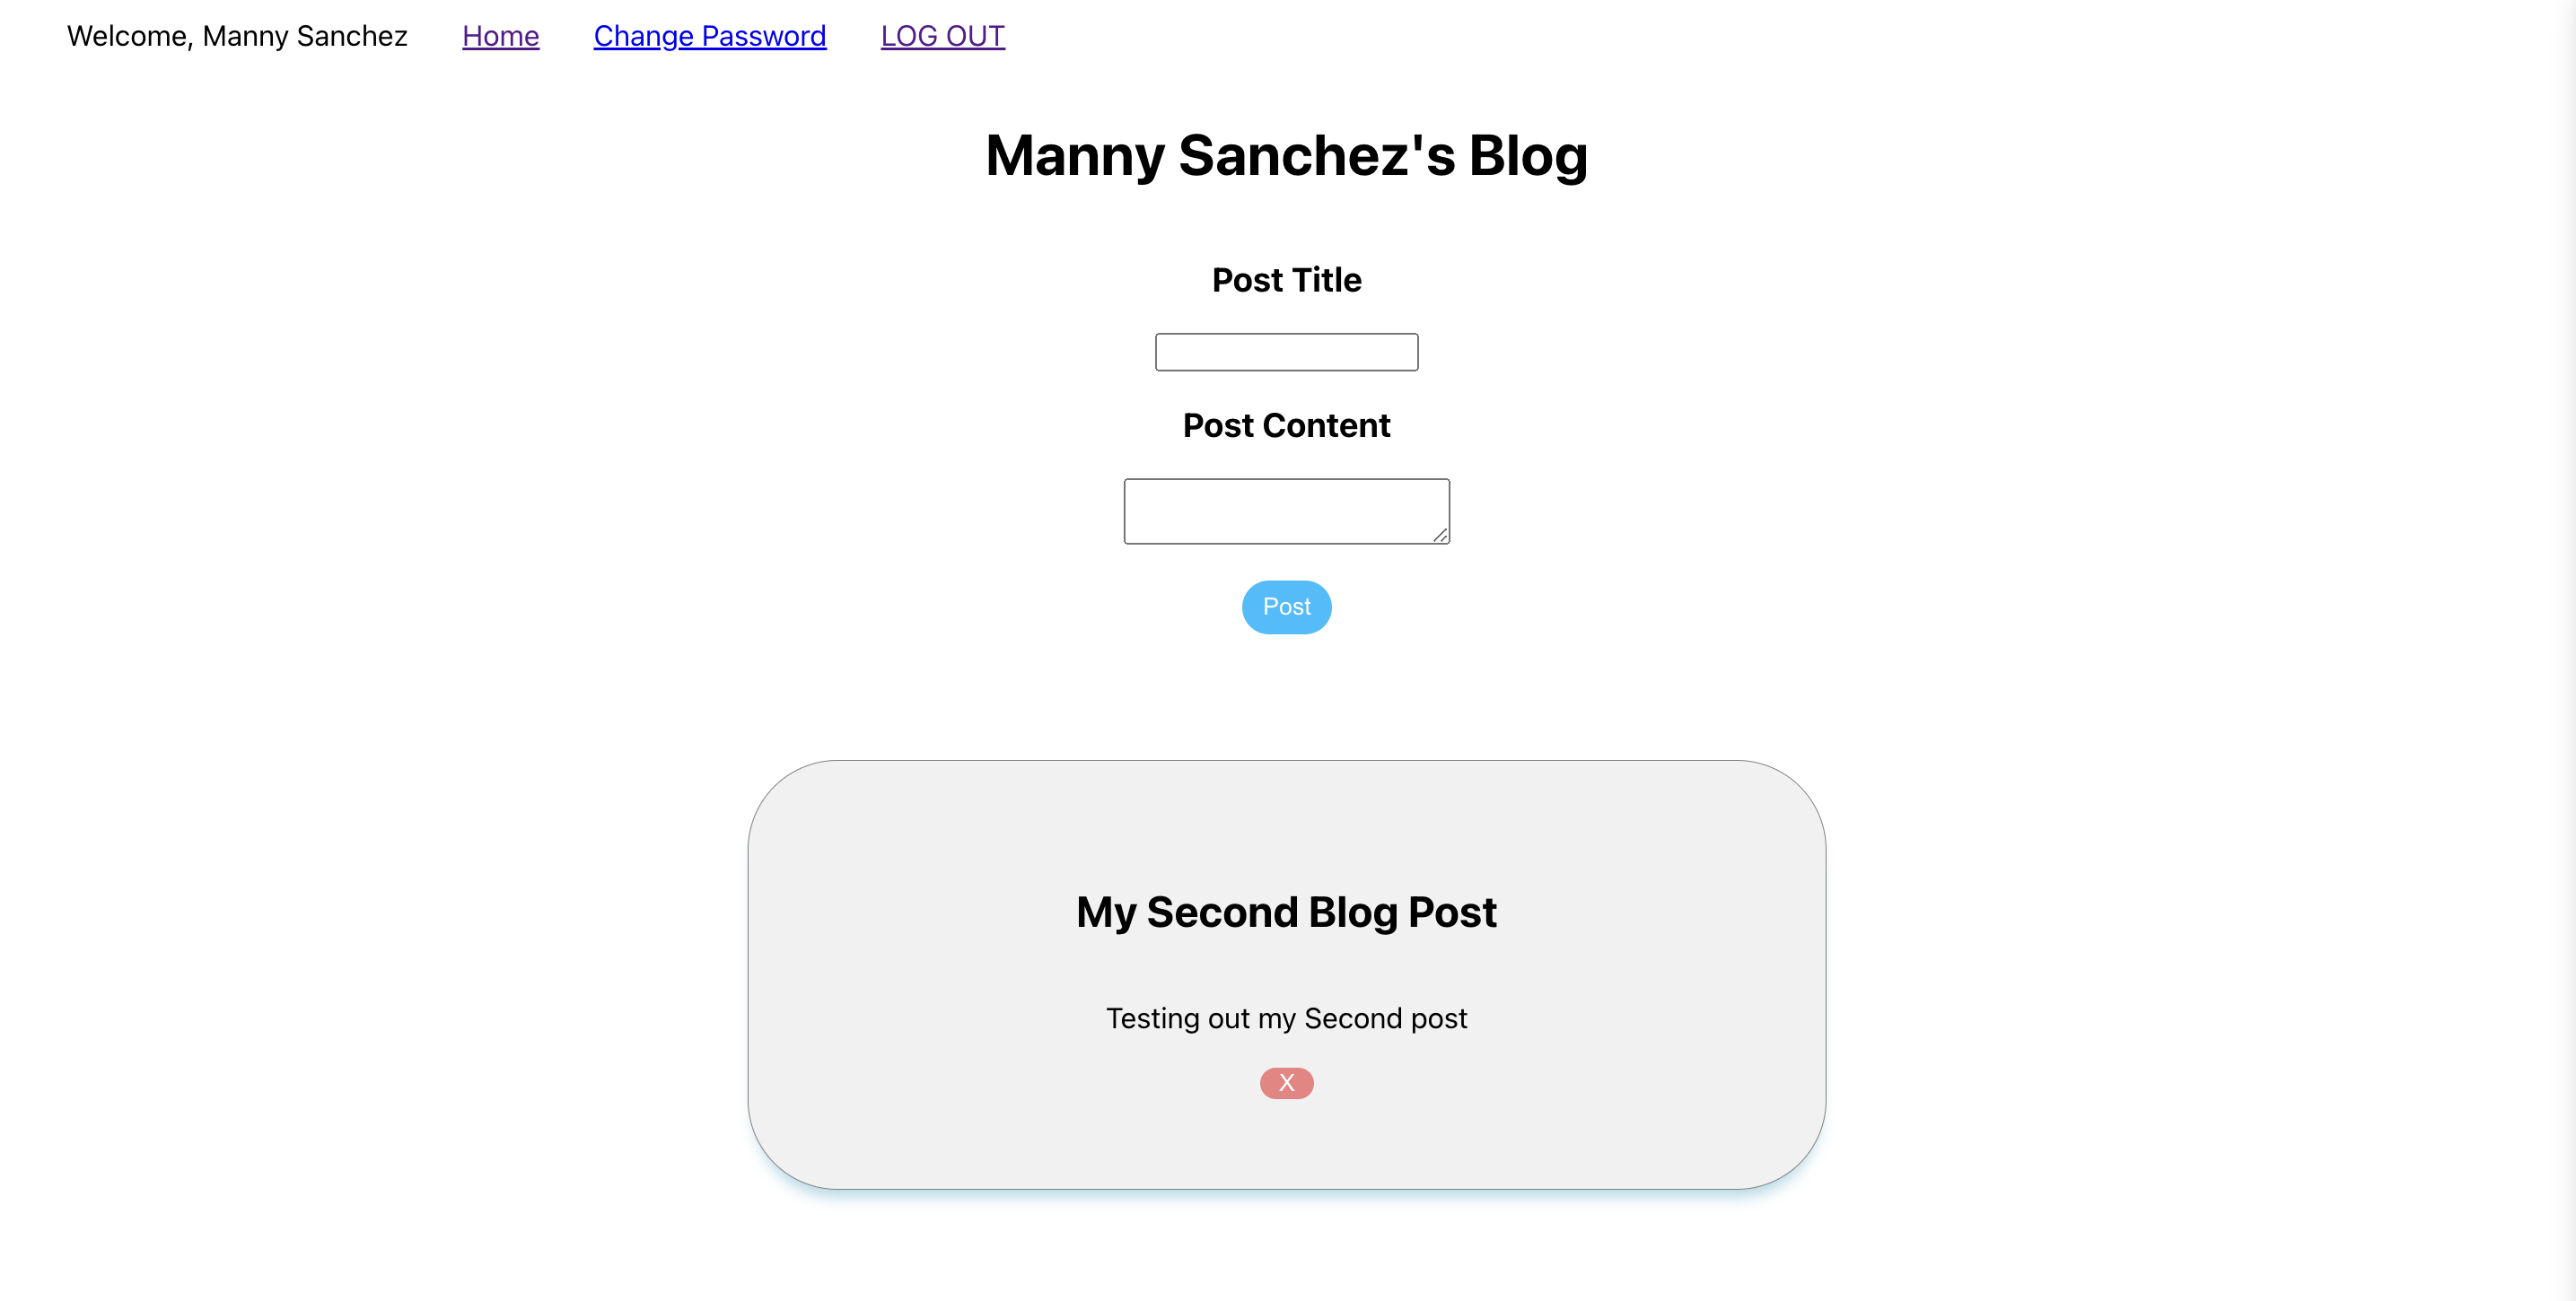 Welcome, Manny Sanchez Home Change Password LOG OUT
Manny Sanchez's Blog
Post Title
Post Content
Post
My Second Blog Post
Testing out my Second post
X